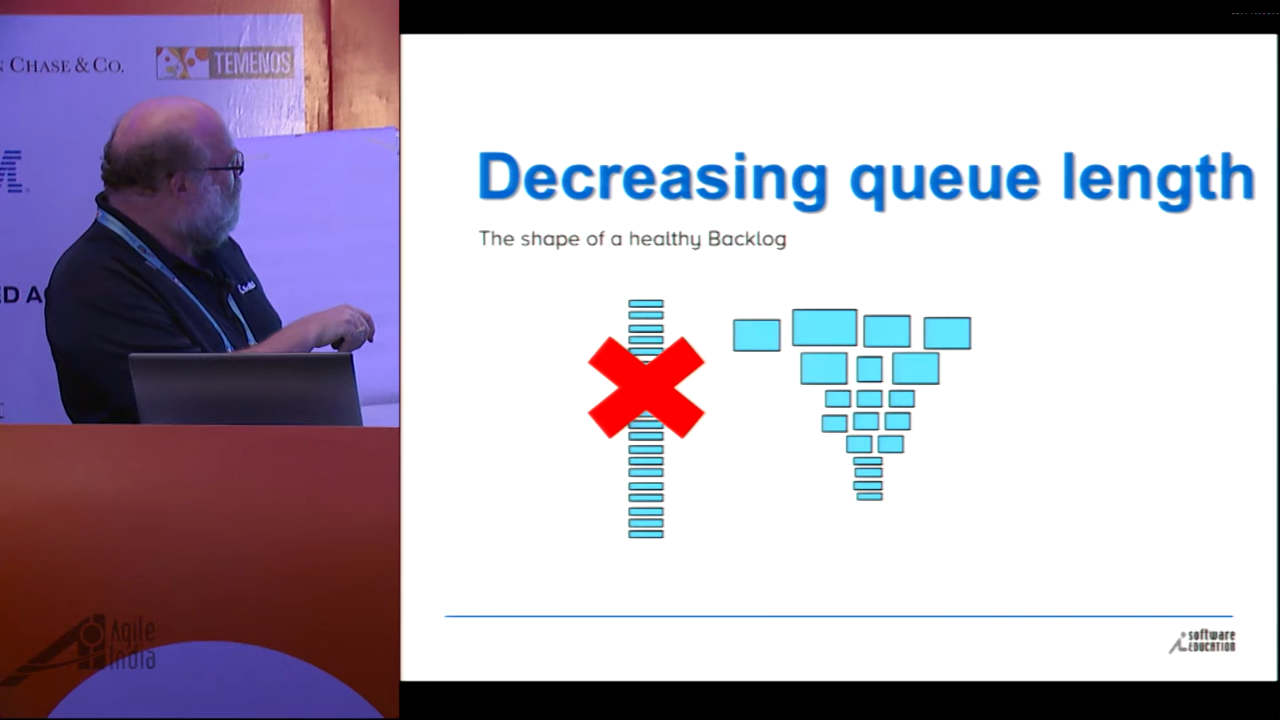 CHASE & CO.
TEMENOS
Decreasing queue length
The shape of a healthy Backlog
Agile
India
software
EDUCATION